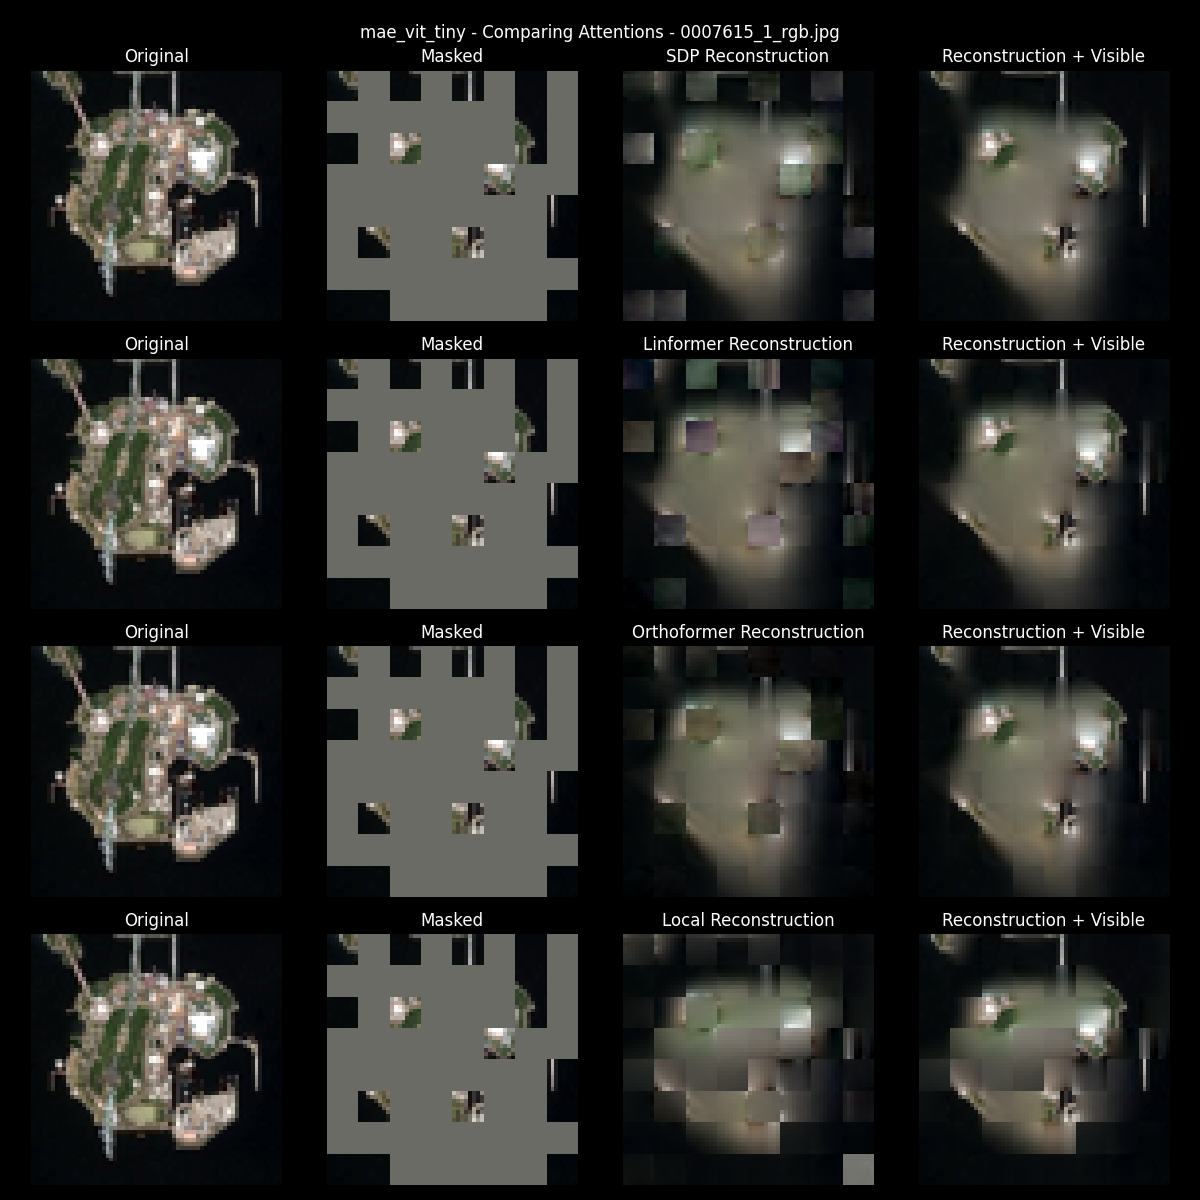 mae_vit_tiny - Comparing Attentions - 0007615_1_rgb.jpg
Original Masked SDP Reconstruction Reconstruction + Visible
Original Masked Linformer Reconstruction Reconstruction + Visible
Original Masked Orthoformer Reconstruction Reconstruction + Visible
Original Masked Local Reconstruction Reconstruction + Visible